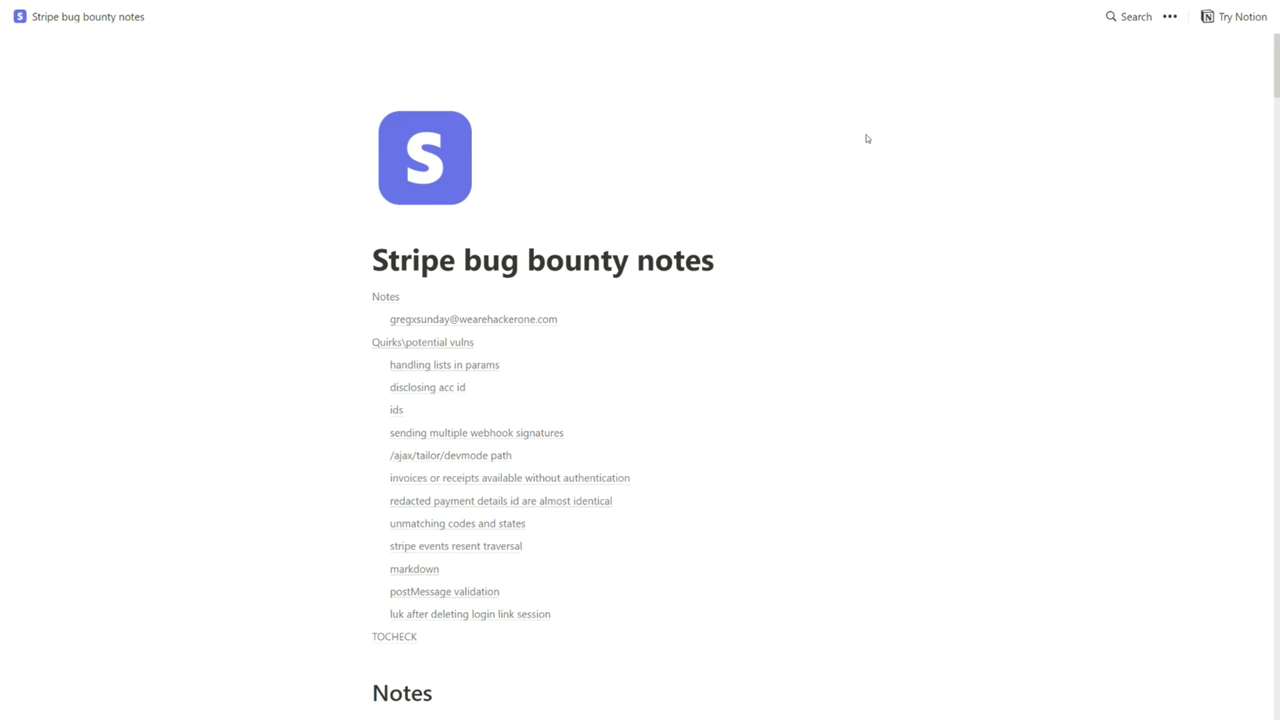 Stripe bug bounty notes
Search
Try Notion
S
Stripe bug bounty notes
Notes
gregxsunday@wearehackerone.com
Quirks\potential vulns
handling lists in params
disclosing acc id
ids
sending multiple webhook signatures
/ajax/tailor/devmode path
invoices or receipts available without authentication
redacted payment details id are almost identical
unmatching codes and states
stripe events resent traversal
markdown
postMessage validation
luk after deleting login link session
TOCHECK
Notes